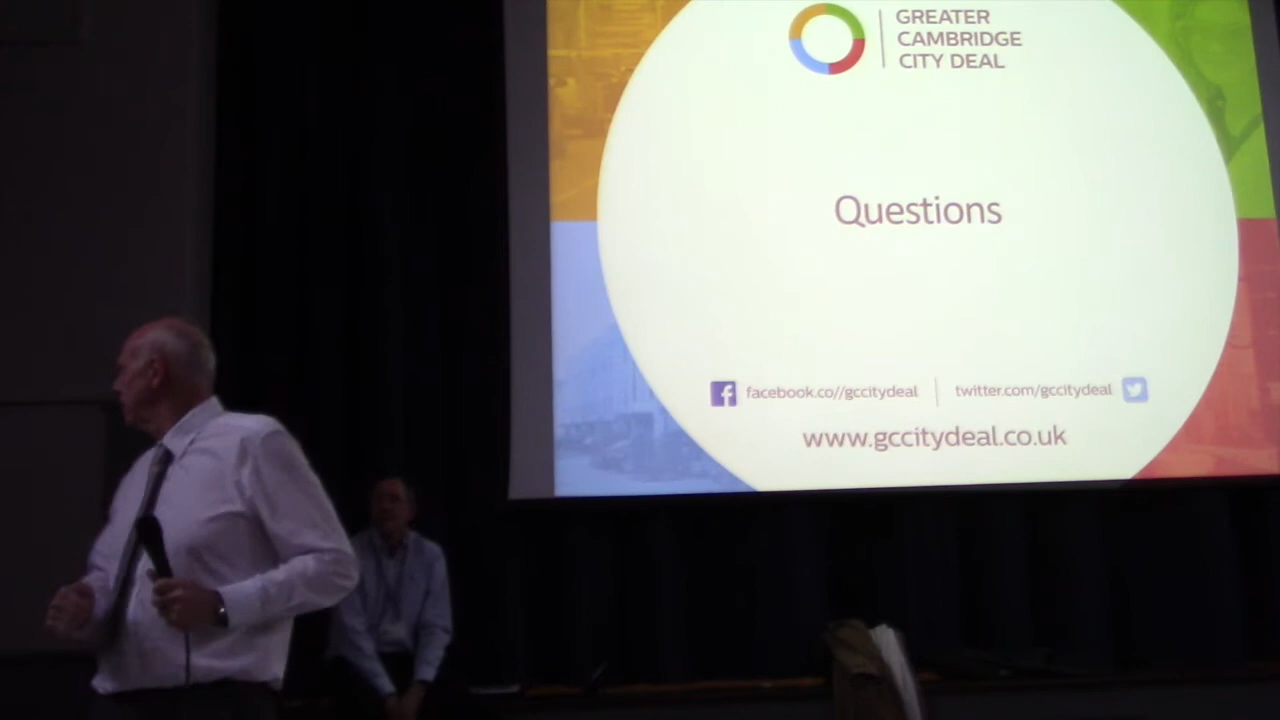 GREATER
CAMBRIDGE
CITY DEAL
Questions
facebook.co//gccitydeal
twitter.com/gccitydeal
www.gccitydeal.co.uk